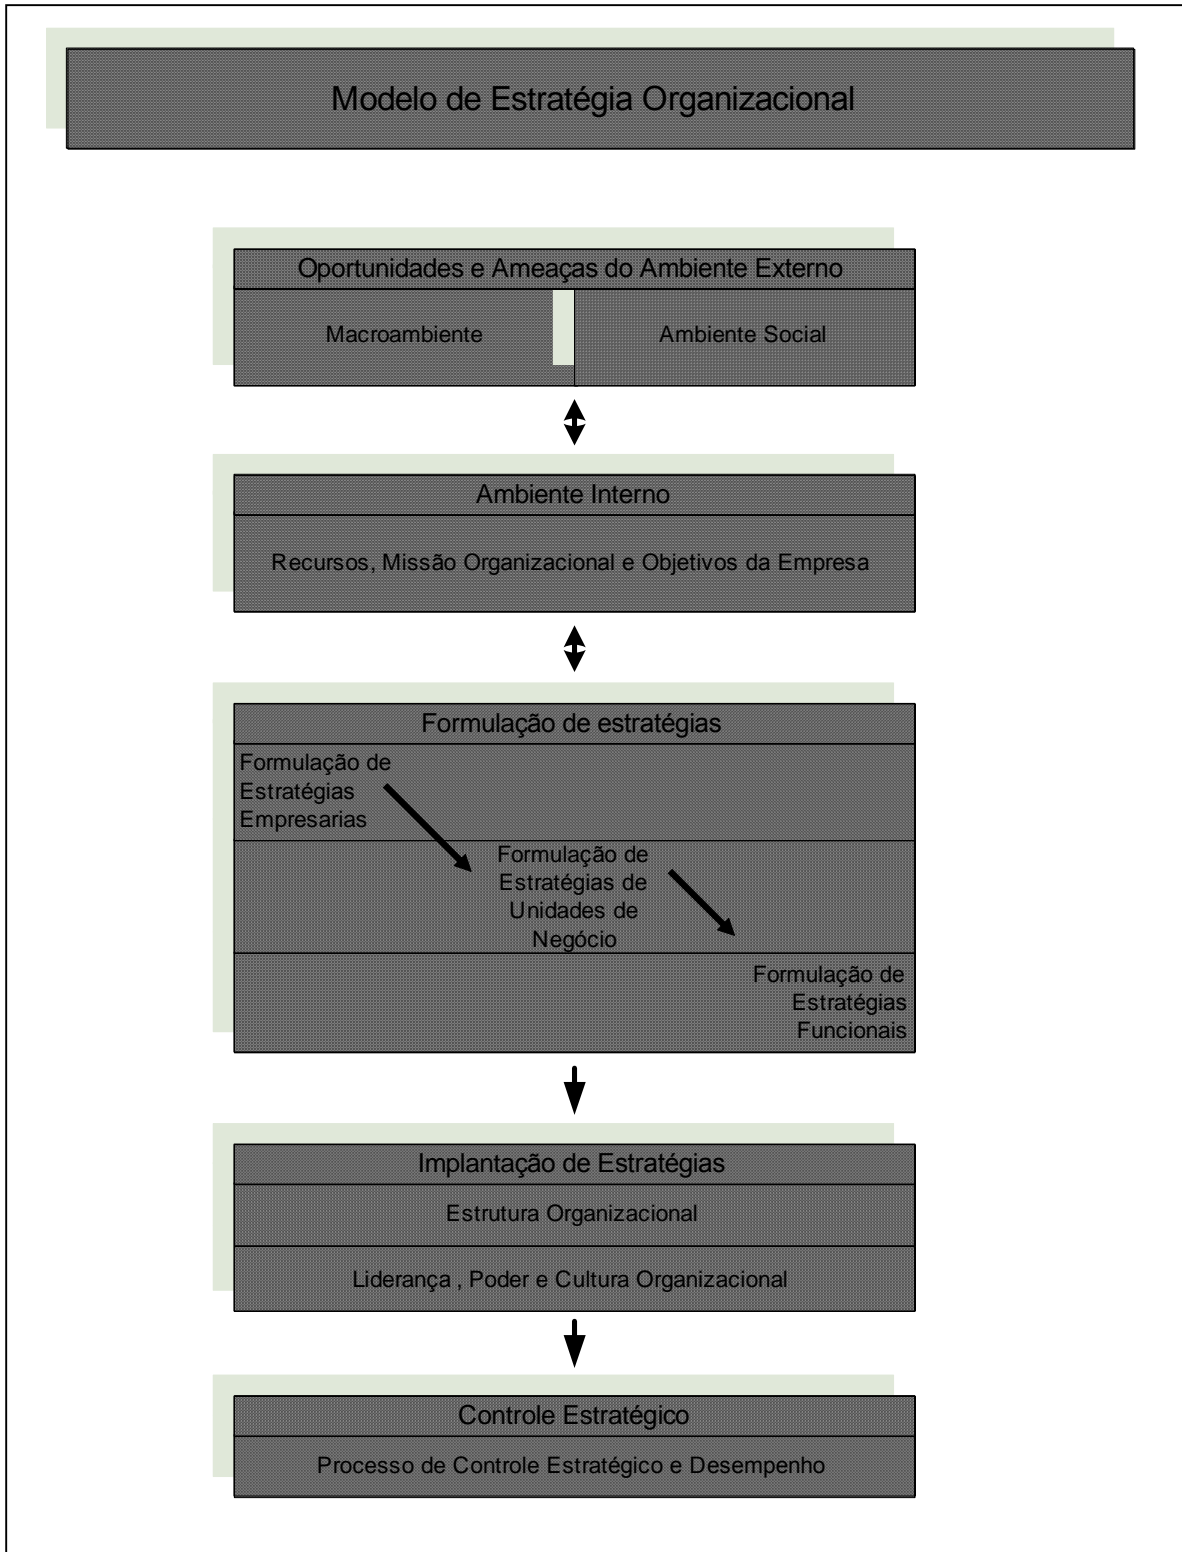 Modelo de Estratégia Organizacional
Oportunidades e Ameaças do Ambiente Externo
Macroambiente
Ambiente Social
Ambiente Interno
Recursos, Missão Organizacional e Objetivos da Empresa
Formulação de estratégias
Formulação de
Estratégias
Empresarias
Formulação de
Estratégias de
Unidades de
Negócio
Formulação de
Estratégias
Funcionais
Implantação de Estratégias
Estrutura Organizacional
Liderança , Poder e Cultura Organizacional
Controle Estratégico
Processo de Controle Estratégico e Desempenho